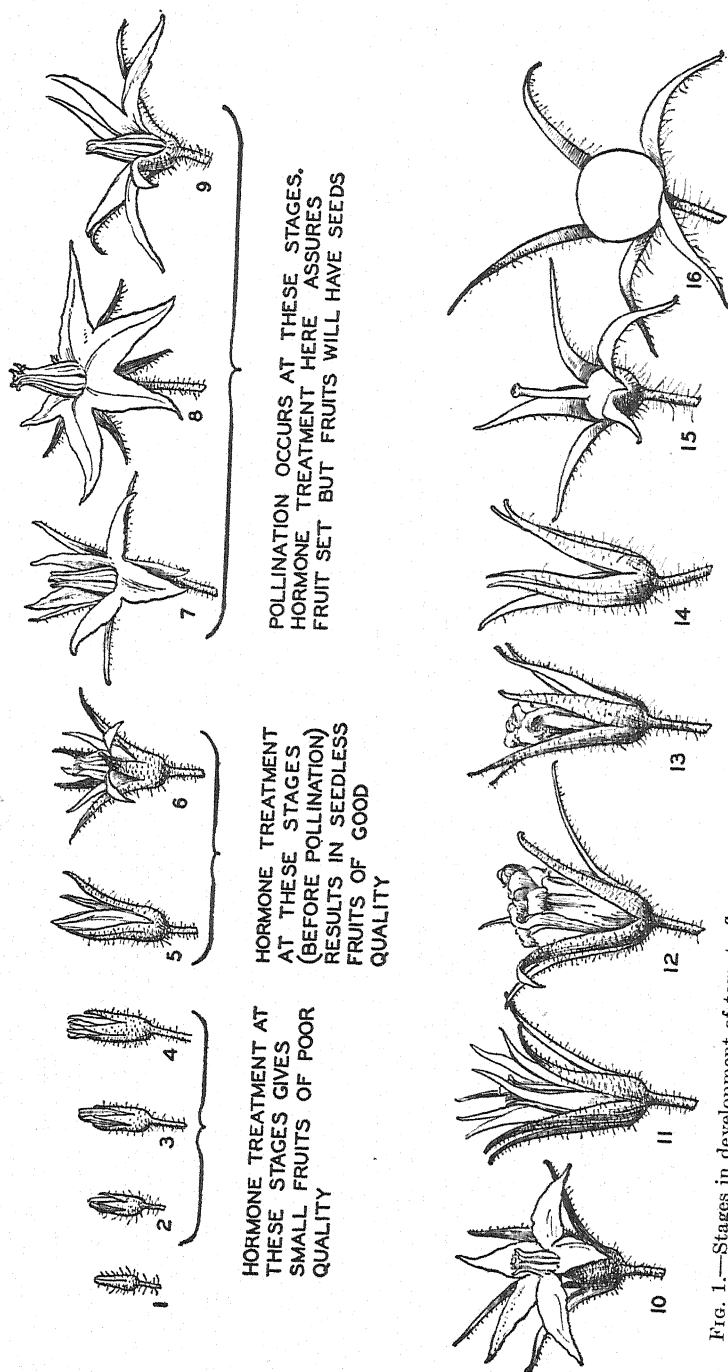 1
2
3
4
HORMONE TREATMENT AT
THESE STAGES GIVES
SMALL FRUITS OF POOR
QUALITY
5
6
HORMONE TREATMENT
AT THESE STAGES
(BEFORE POLLINATION)
RESULTS IN SEEDLESS
FRUITS OF GOOD
QUALITY
7
8
9
POLLINATION OCCURS AT THESE STAGES.
HORMONE TREATMENT HERE ASSURES
FRUIT SET BUT FRUITS WILL HAVE SEEDS
10
11
12
13
14
15
16
FIG. 1.—Stages in development of